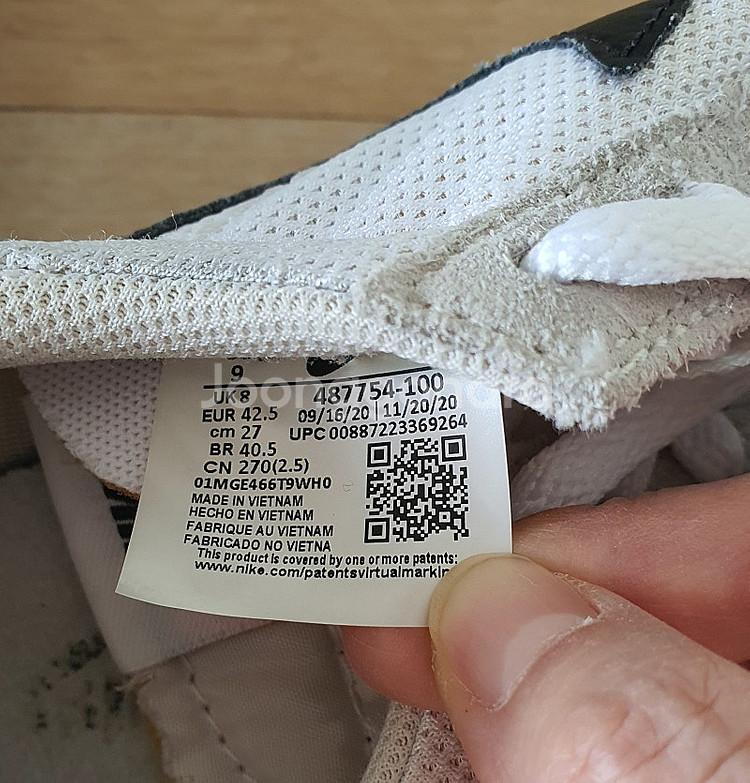 9
UK 8
EUR 42.5
cm 27
BR 40.5
CN 270(2.5)
01MGE466T9WH0
487754-100
09/16/20 | 11/20/20
UPC 00887223369264
MADE IN VIETNAM
HECHO EN VIETNAM
FABRIQUE AU VIETNAM
FABRICADO NO VIETNA
This product is covered by one or more patents:
www.nike.com/patentsvirtualmarkin